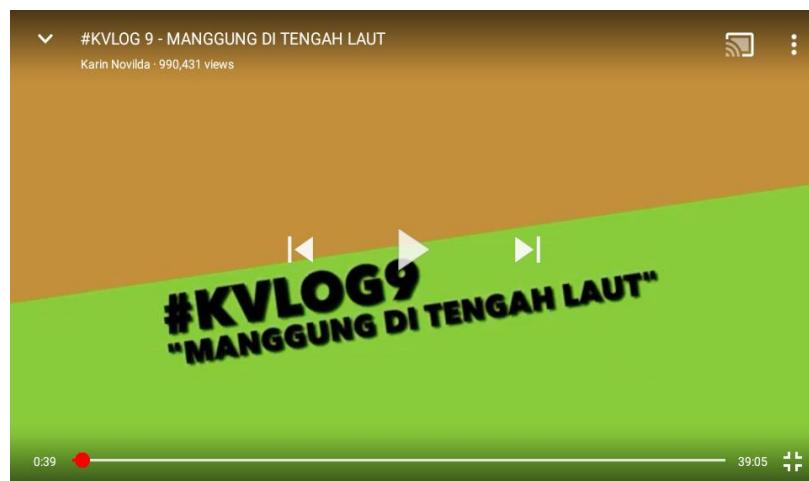 #KVLOG 9 - MANGGUNG DI TENGAH LAUT
Karin Novilda · 990,431 views
#KVLOG9
"MANGGUNG DI TENGAH LAUT"
0:39
39:05